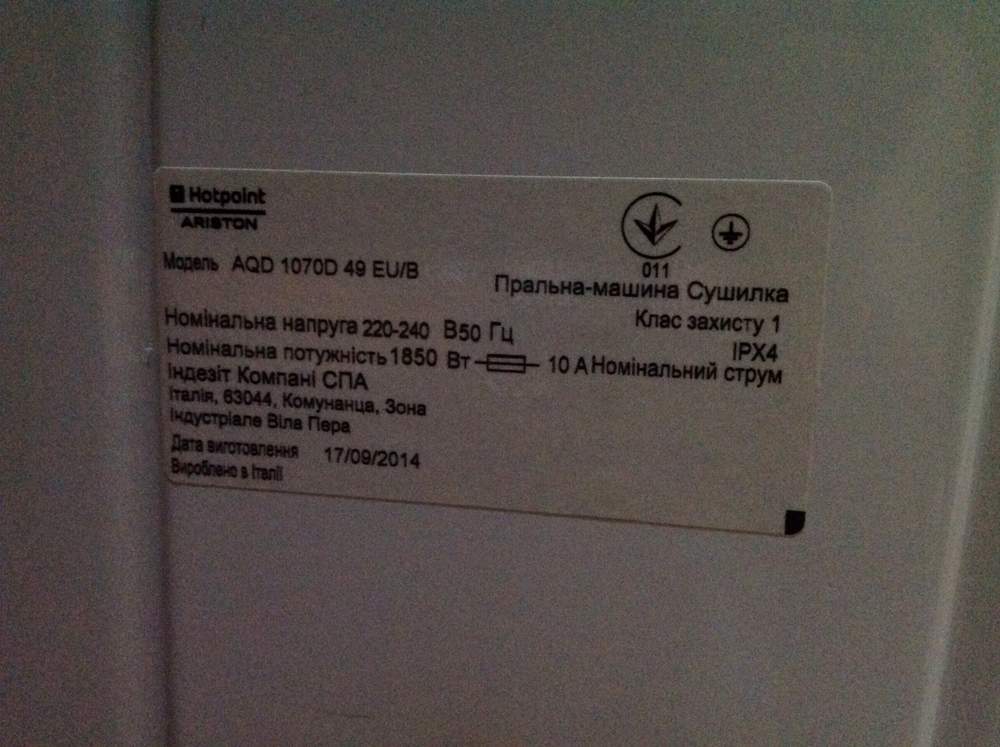 Hotpoint
ARISTON
011
Модель AQD 1070D 49 EU/B
Пральна-машина Сушилка
Клас захисту 1
IPX4
Номінальна напруга 220-240 В50 Гц
Номінальна потужність 1850 Вт 10 А Номінальний струм
Індезіт Компані СПА
Італія, 63044, Комунанца, Зона
Індустріале Віла Пера
Дата виготовлення 17/09/2014
Вироблено в Італії